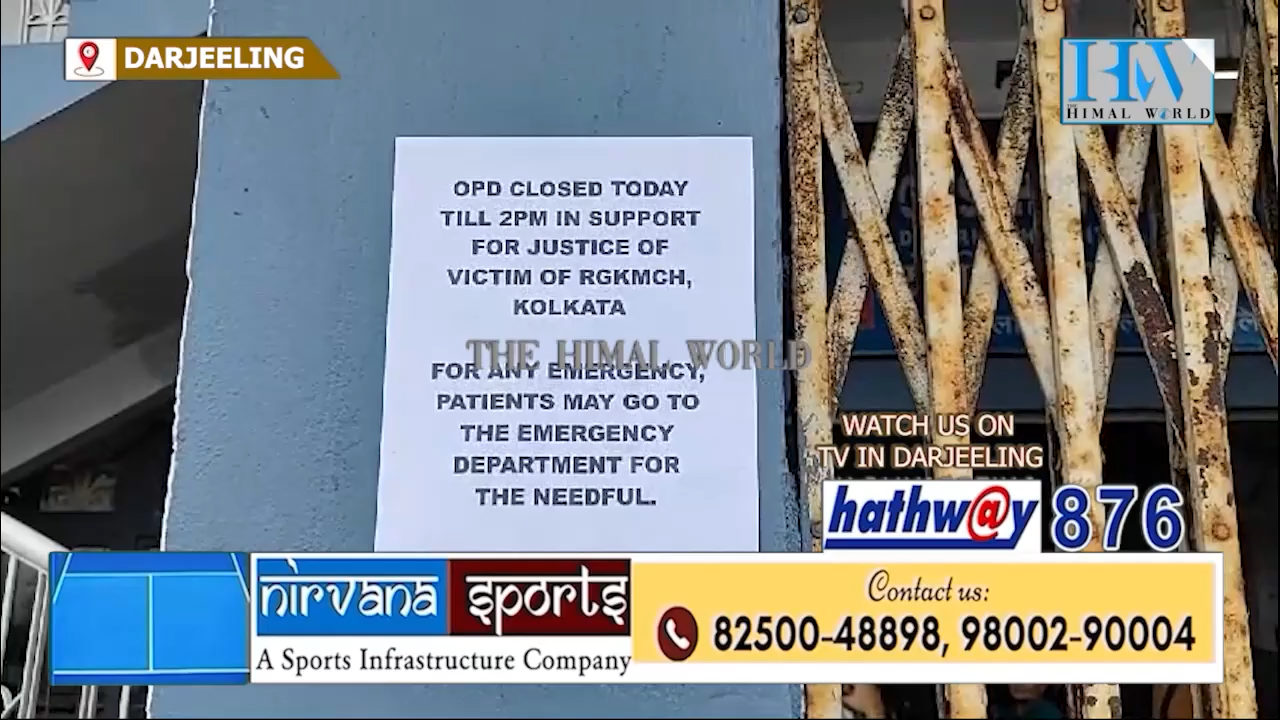 DARJEELING
HW
THE
HIMAL WORLD
OPD CLOSED TODAY
TILL 2PM IN SUPPORT
FOR JUSTICE OF
VICTIM OF RGKMCH,
KOLKATA
THE HIMAL WORLD
FOR ANY EMERGENCY,
PATIENTS MAY GO TO
THE EMERGENCY
DEPARTMENT FOR
THE NEEDFUL.
WATCH US ON
TV IN DARJEELING
hathw@y 876
nirvana sports
A Sports Infrastructure Company
Contact us:
82500-48898, 98002-90004